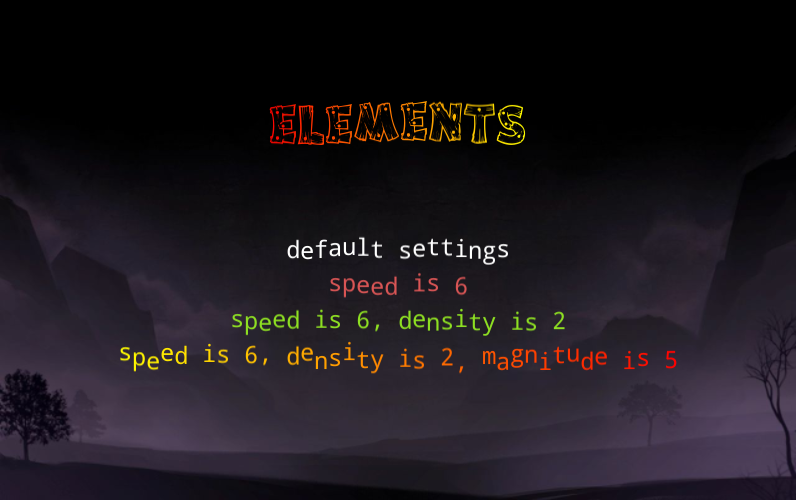 ELEMENTS
default settings
speed is 6
speed is 6, density is 2
speed is 6, density is 2, magnitude is 5